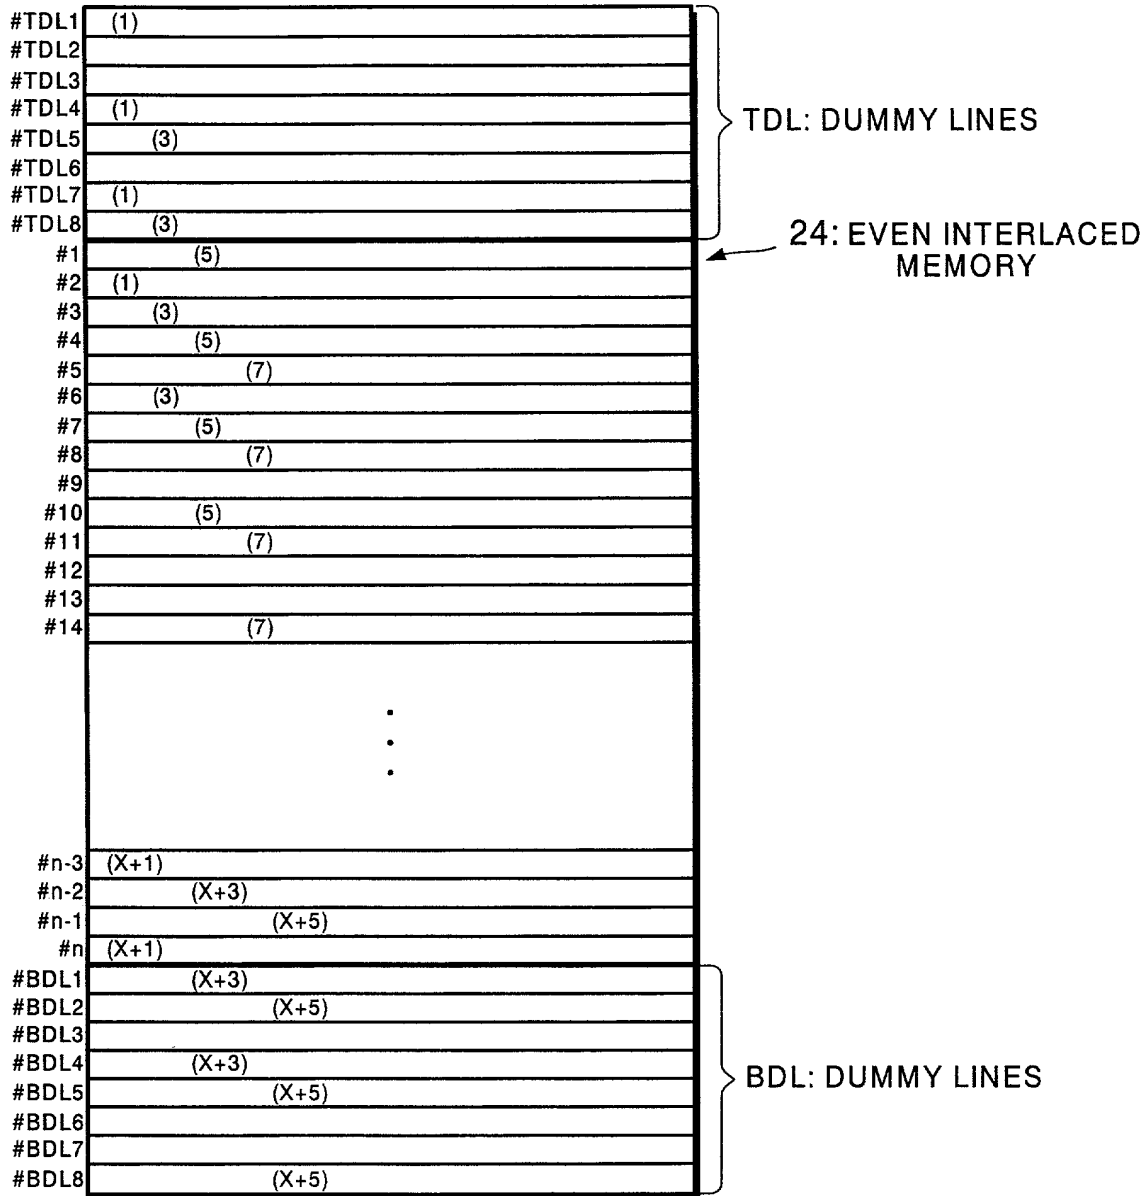 #TDL1 (1)
#TDL2
#TDL3
#TDL4 (1)
#TDL5 (3)
#TDL6
#TDL7 (1)
#TDL8 (3)
TDL: DUMMY LINES
24: EVEN INTERLACED
MEMORY
#1 (5)
#2 (1)
#3 (3)
#4 (5)
#5 (7)
#6 (3)
#7 (5)
#8 (7)
#9
#10 (5)
#11 (7)
#12
#13
#14 (7)
#n-3 (X+1)
#n-2 (X+3)
#n-1 (X+5)
#n (X+1)
#BDL1 (X+3)
#BDL2 (X+5)
#BDL3
#BDL4 (X+3)
#BDL5 (X+5)
#BDL6
#BDL7
#BDL8 (X+5)
BDL: DUMMY LINES